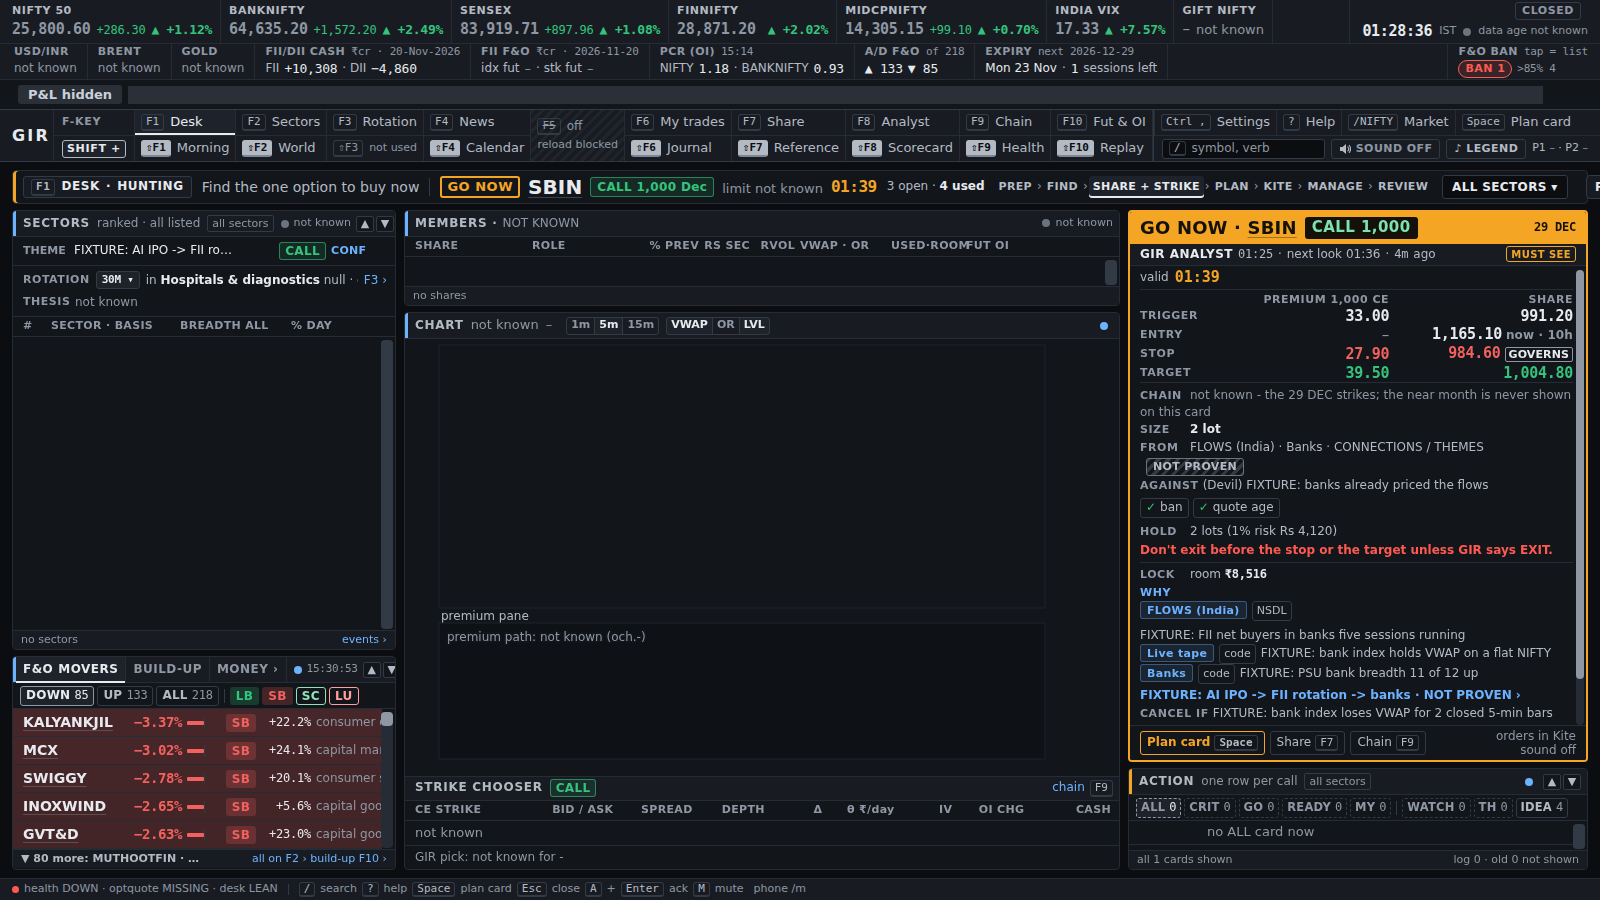 NIFTY 50 BANKNIFTY SENSEX FINNIFTY MIDCPNIFTY INDIA VIX GIFT NIFTY CLOSED
25,800.60 +286.30 ▲ +1.12% 64,635.20 +1,572.20 ▲ +2.49% 83,919.71 +897.96 ▲ +1.08% 28,871.20 ▲ +2.02% 14,305.15 +99.10 ▲ +0.70% 17.33 ▲ +7.57% – not known 01:28:36 IST data age not known
USD/INR BRENT GOLD FII/DII CASH ₹cr · 20-Nov-2026 FII F&O ₹cr · 2026-11-20 PCR (OI) 15:14 A/D F&O of 218 EXPIRY next 2026-12-29 F&O BAN tap = list
not known not known not known FII +10,308 · DII −4,860 idx fut – · stk fut – NIFTY 1.18 · BANKNIFTY 0.93 ▲ 133 ▼ 85 Mon 23 Nov · 1 sessions left BAN 1 >85% 4
P&L hidden
GIR F-KEY F1 Desk F2 Sectors F3 Rotation F4 News F5 off F6 My trades F7 Share F8 Analyst F9 Chain F10 Fut & OI Ctrl , Settings ? Help /NIFTY Market Space Plan card
SHIFT + ⇧F1 Morning ⇧F2 World ⇧F3 not used ⇧F4 Calendar reload blocked ⇧F6 Journal ⇧F7 Reference ⇧F8 Scorecard ⇧F9 Health ⇧F10 Replay / symbol, verb SOUND OFF ♪ LEGEND P1 – · P2 –
F1 DESK · HUNTING Find the one option to buy now GO NOW SBIN CALL 1,000 Dec limit not known 01:39 3 open · 4 used PREP › FIND › SHARE + STRIKE › PLAN › KITE › MANAGE › REVIEW ALL SECTORS ▾
SECTORS ranked · all listed all sectors not known ▲ ▼
THEME FIXTURE: AI IPO -> FII ro… CALL CONF
ROTATION 30M ▾ in Hospitals & diagnostics null · F3 ›
THESIS not known
# SECTOR · BASIS BREADTH ALL % DAY
no sectors events ›
F&O MOVERS BUILD-UP MONEY › 15:30:53 ▲ ▼
DOWN 85 UP 133 ALL 218 LB SB SC LU
KALYANKJIL −3.37% SB +22.2% consumer
MCX −3.02% SB +24.1% capital mar
SWIGGY −2.78% SB +20.1% consumer s
INOXWIND −2.65% SB +5.6% capital goo
GVT&D −2.63% SB +23.0% capital goo
▼ 80 more: MUTHOOTFIN · … all on F2 › build-up F10 ›
MEMBERS · NOT KNOWN not known
SHARE ROLE % PREV RS SEC RVOL VWAP · OR USED·ROOM FUT OI
no shares
CHART not known – 1m 5m 15m VWAP OR LVL
premium pane
premium path: not known (och.-)
STRIKE CHOOSER CALL chain F9
CE STRIKE BID / ASK SPREAD DEPTH Δ θ ₹/day IV OI CHG CASH
not known
GIR pick: not known for -
GO NOW · SBIN CALL 1,000 29 DEC
GIR ANALYST 01:25 · next look 01:36 · 4m ago MUST SEE
valid 01:39
PREMIUM 1,000 CE SHARE
TRIGGER 33.00 991.20
ENTRY – 1,165.10 now · 10h
STOP 27.90 984.60 GOVERNS
TARGET 39.50 1,004.80
CHAIN not known - the 29 DEC strikes; the near month is never shown
on this card
SIZE 2 lot
FROM FLOWS (India) · Banks · CONNECTIONS / THEMES
NOT PROVEN
AGAINST (Devil) FIXTURE: banks already priced the flows
✓ ban ✓ quote age
HOLD 2 lots (1% risk Rs 4,120)
Don't exit before the stop or the target unless GIR says EXIT.
LOCK room ₹8,516
WHY
FLOWS (India) NSDL
FIXTURE: FII net buyers in banks five sessions running
Live tape code FIXTURE: bank index holds VWAP on a flat NIFTY
Banks code FIXTURE: PSU bank breadth 11 of 12 up
FIXTURE: AI IPO -> FII rotation -> banks · NOT PROVEN ›
CANCEL IF FIXTURE: bank index loses VWAP for 2 closed 5-min bars
Plan card Space Share F7 Chain F9 orders in Kite
sound off
ACTION one row per call all sectors ▲ ▼
ALL 0 CRIT 0 GO 0 READY 0 MY 0 WATCH 0 TH 0 IDEA 4
no ALL card now
all 1 cards shown log 0 · old 0 not shown
health DOWN · optquote MISSING · desk LEAN / search ? help Space plan card Esc close A + Enter ack M mute phone /m